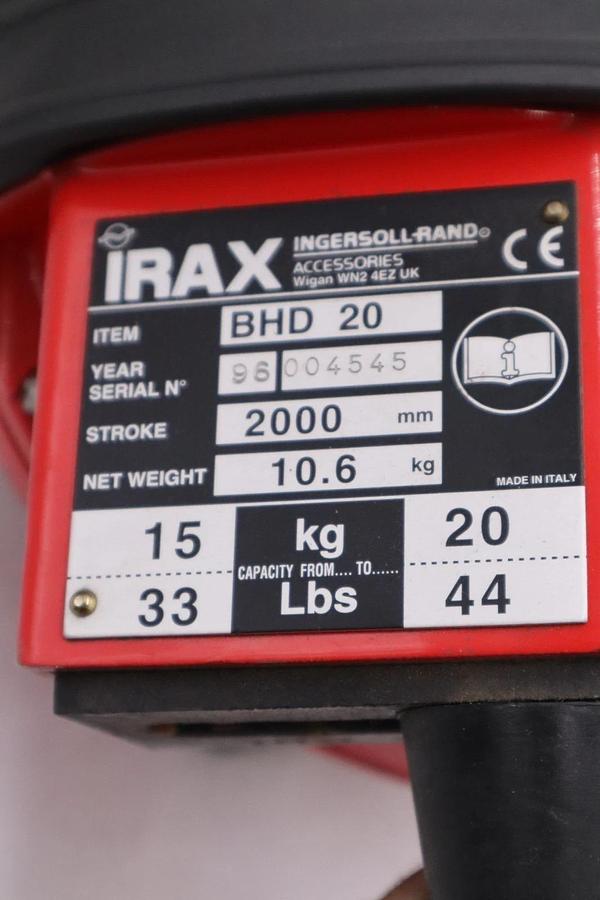 IRAX INGERSOLL-RAND®
ACCESSORIES
Wigan WN2 4EZ UK
CE
ITEM BHD 20
YEAR 96 004545
SERIAL N°
STROKE 2000 mm
NET WEIGHT 10.6 kg
i
MADE IN ITALY
15 kg 20
CAPACITY FROM.... TO......
33 Lbs 44